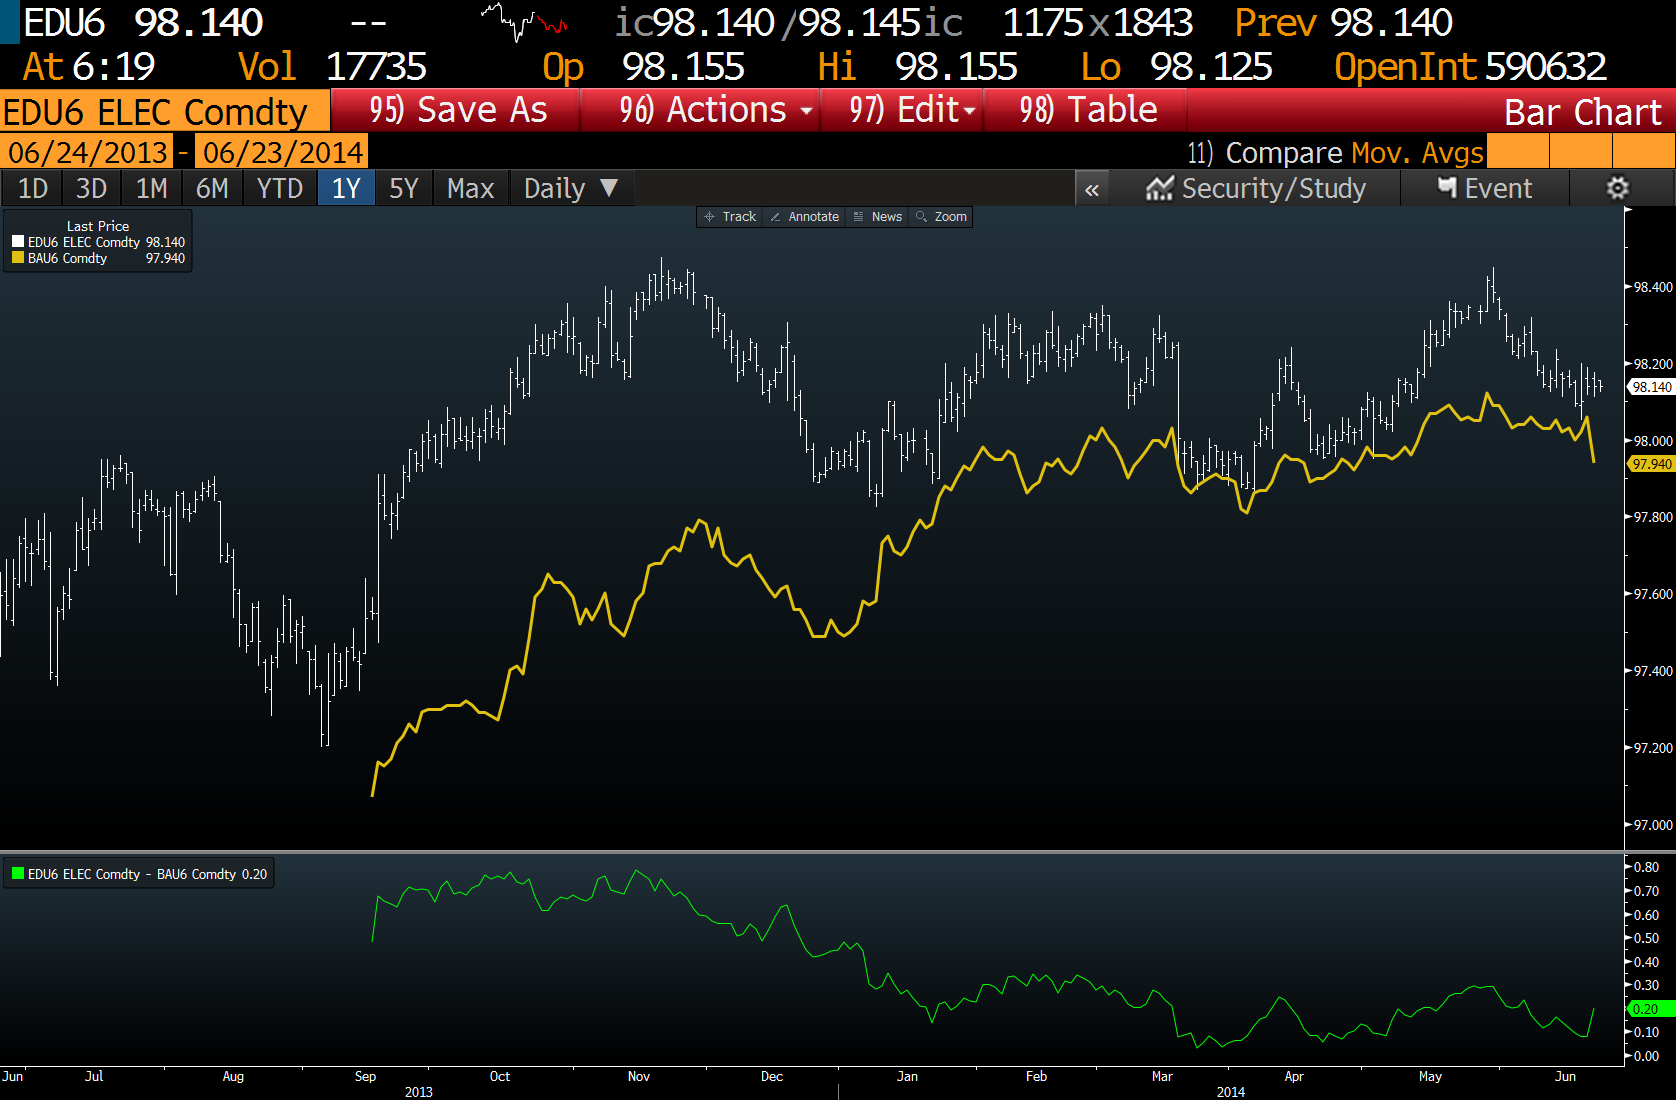 EDU6 98.140 -- ic98.140/98.145ic 1175x1843 Prev 98.140
At 6:19 Vol 17735 Op 98.155 Hi 98.155 Lo 98.125 OpenInt 590632
EDU6 ELEC Comdty 95) Save As 96) Actions 97) Edit 98) Table Bar Chart
06/24/2013 - 06/23/2014 11) Compare Mov. Avgs
1D 3D 1M 6M YTD 1Y 5Y Max Daily ▼ « Security/Study Event
Track Annotate News Zoom
Last Price
EDU6 ELEC Comdty 98.140
BAU6 Comdty 97.940
98.400
98.200
98.140
98.000
97.940
97.800
97.600
97.400
97.200
97.000
EDU6 ELEC Comdty - BAU6 Comdty 0.20
0.80
0.70
0.60
0.50
0.40
0.30
0.20
0.10
0.00
Jun Jul Aug Sep Oct Nov Dec Jan Feb Mar Apr May Jun
2013 2014